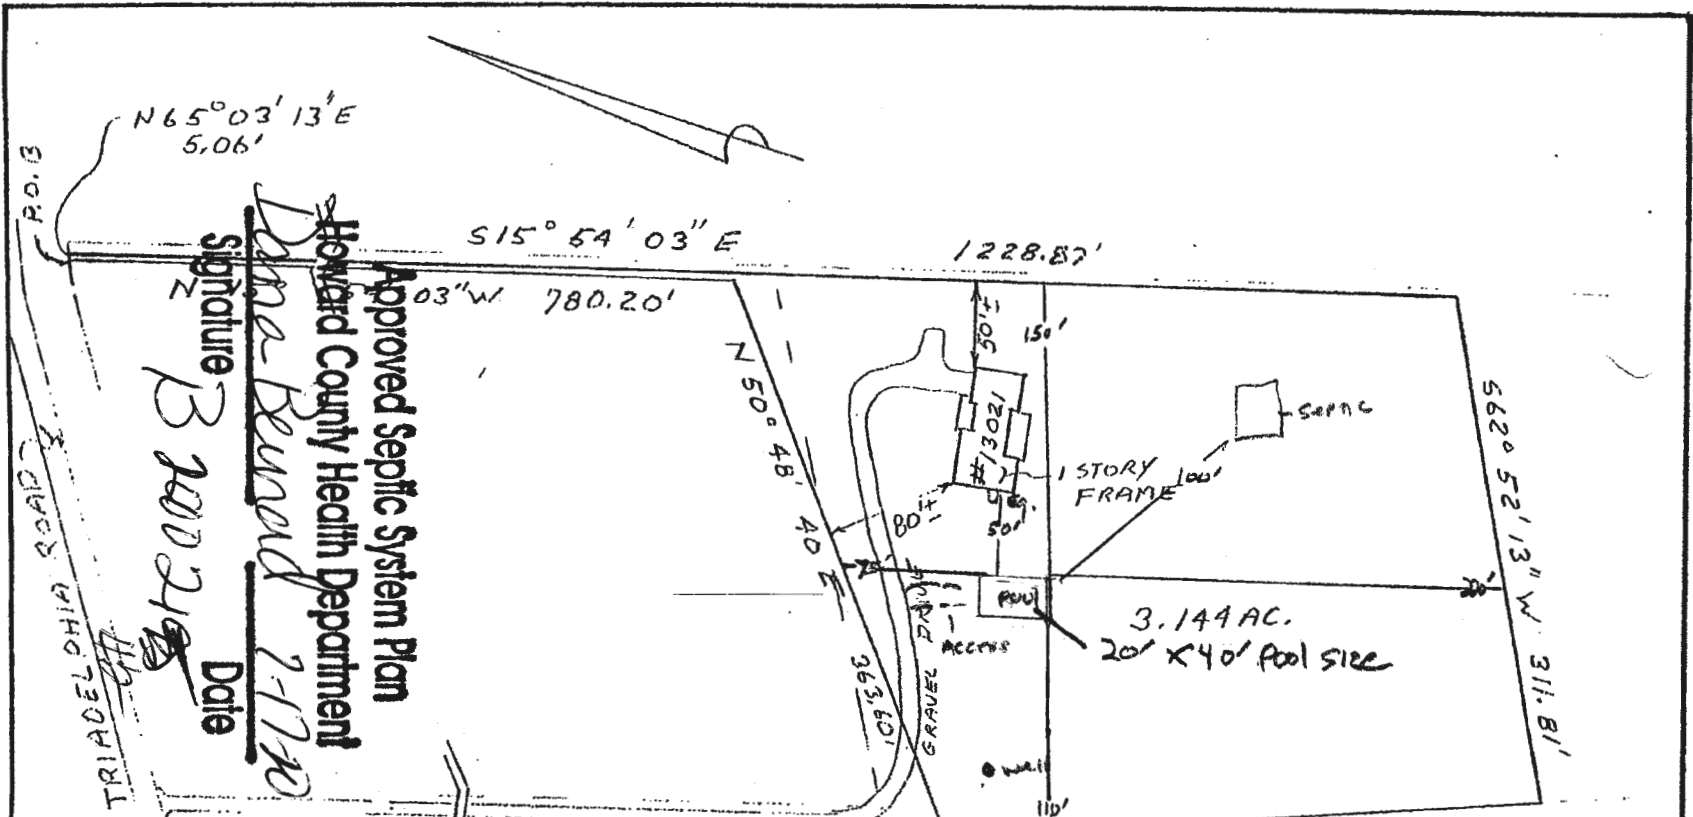 N65°03'13"E
5.06'
P.O.B
S15° 54' 03" E
1228.87'
03"W 780.20'
Approved Septic System Plan
Howard County Health Department
Signature
Date
2-17-20
TRIADELPHIA ROAD
N 50° 48' 40"
363.60'
50'±
150'
#13021
1 STORY
FRAME
SEPTIC
100'
80'±
50'
POOL
ACCESS
GRAVEL DRIVE
200'
3.144 AC.
20' x 40' Pool size
S62° 52' 13" W 311.81'
well
110'